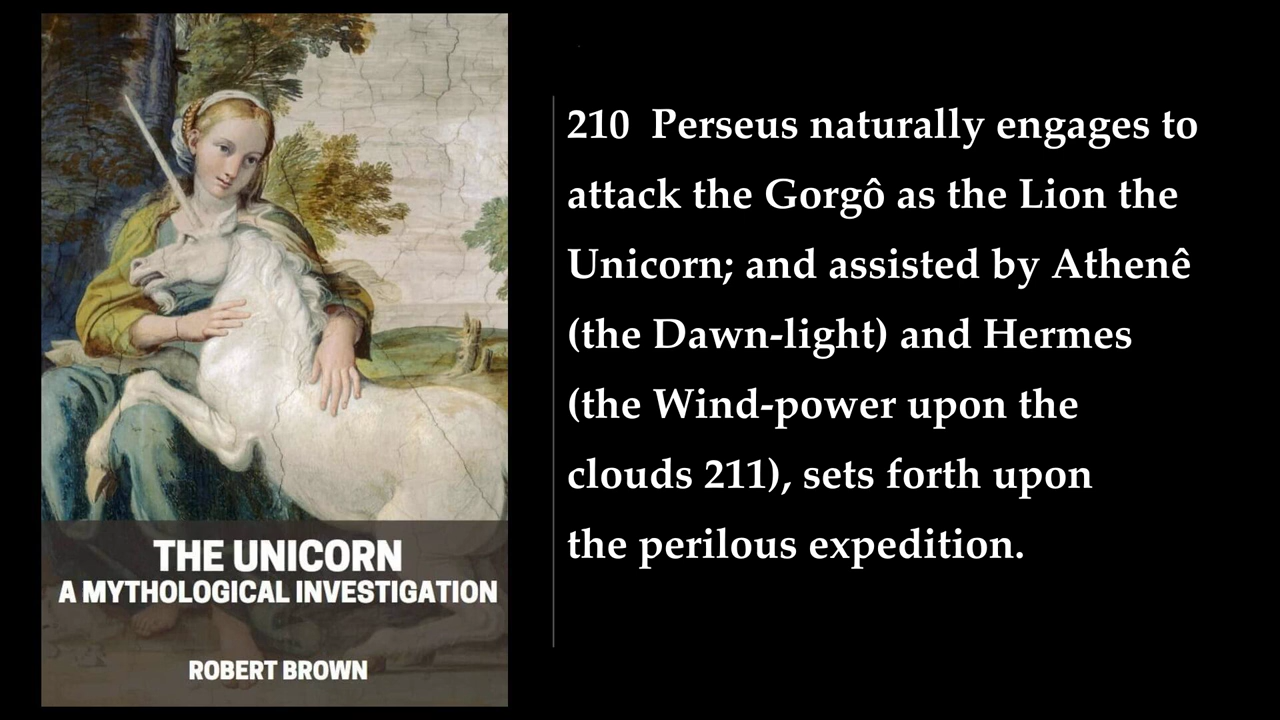 THE UNICORN
A MYTHOLOGICAL INVESTIGATION
ROBERT BROWN
210 Perseus naturally engages to
attack the Gorgô as the Lion the
Unicorn; and assisted by Athenê
(the Dawn-light) and Hermes
(the Wind-power upon the
clouds 211), sets forth upon
the perilous expedition.